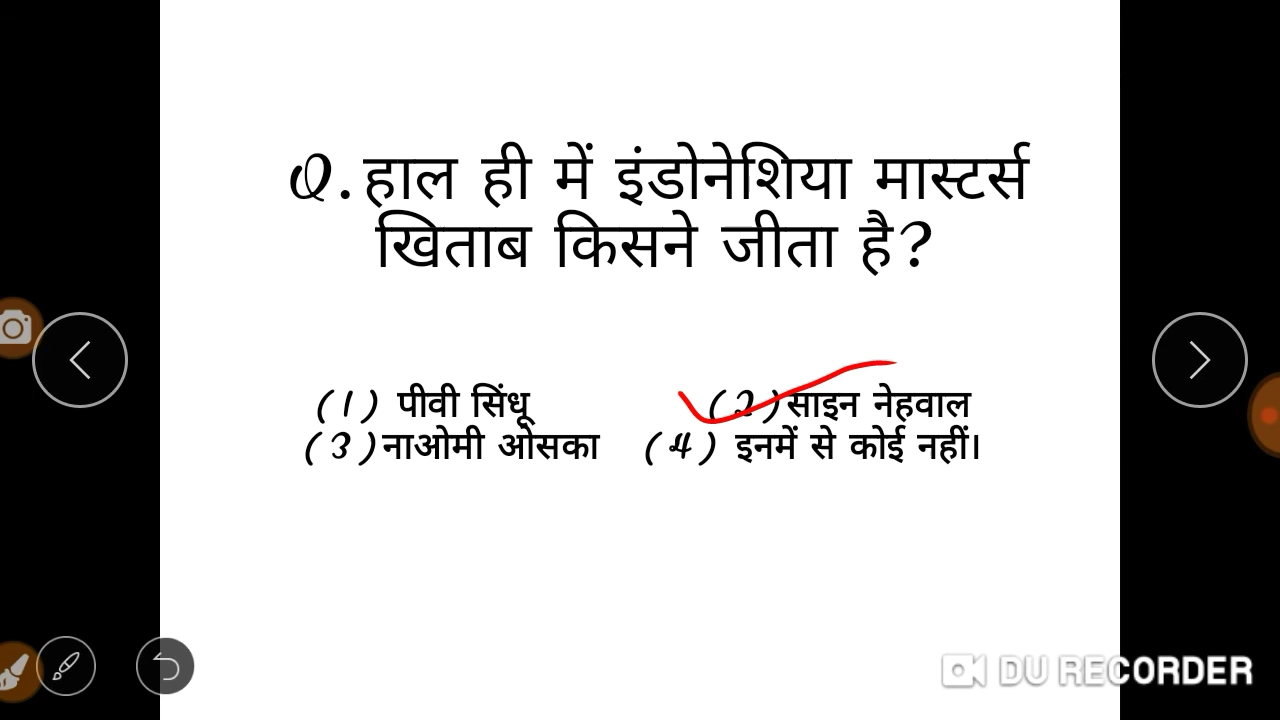 Q.हाल ही में इंडोनेशिया मास्टर्स
खिताब किसने जीता है?
(1) पीवी सिंधू (2)साइन नेहवाल
(3)नाओमी ओसका (4) इनमें से कोई नहीं।
DU RECORDER